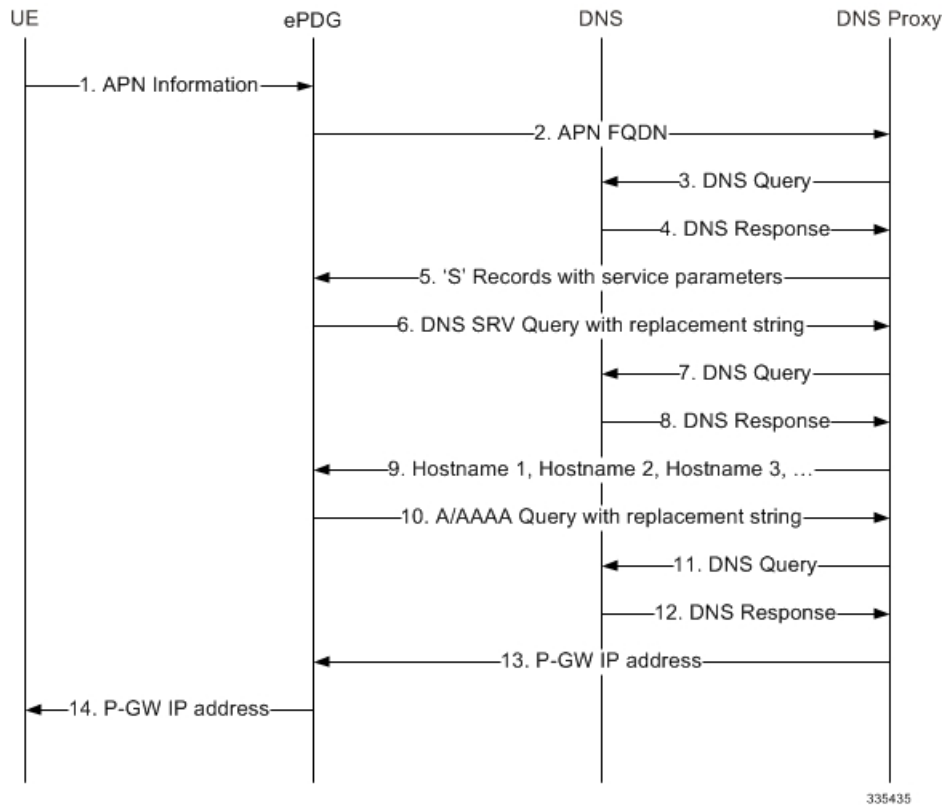 UE ePDG DNS DNS Proxy
1. APN Information
2. APN FQDN
3. DNS Query
4. DNS Response
5. 'S' Records with service parameters
6. DNS SRV Query with replacement string
7. DNS Query
8. DNS Response
9. Hostname 1, Hostname 2, Hostname 3, …
10. A/AAAA Query with replacement string
11. DNS Query
12. DNS Response
13. P-GW IP address
14. P-GW IP address
335435